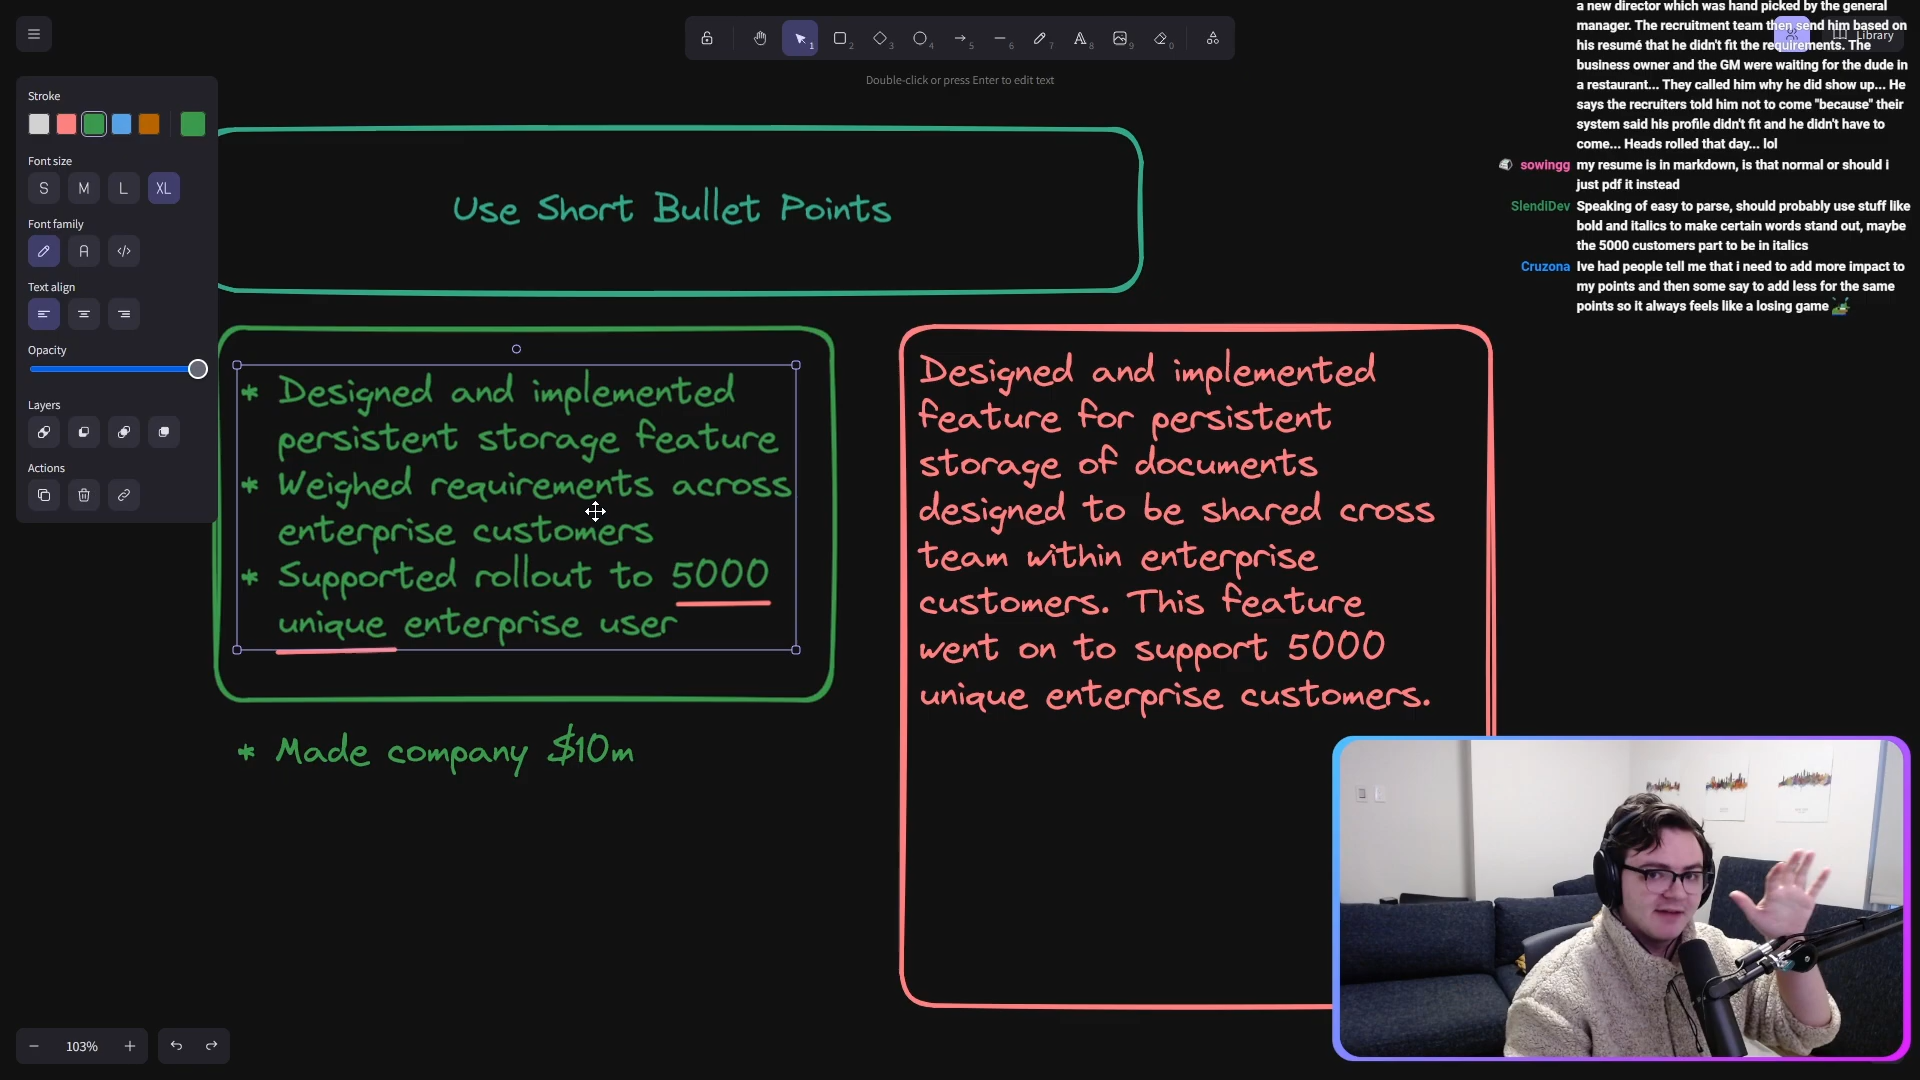 Double-click or press Enter to edit text
Library
Stroke
Font size
S M L XL
Font family
A
Text align
Opacity
Layers
Actions
1 2 3 4 5 6 7 A 8 9 0
Use Short Bullet Points
* Designed and implemented
persistent storage feature
* Weighed requirements across
enterprise customers
* Supported rollout to 5000
unique enterprise user
* Made company $10m
Designed and implemented
feature for persistent
storage of documents
designed to be shared cross
team within enterprise
customers. This feature
went on to support 5000
unique enterprise customers.
a new director which was hand picked by the general
manager. The recruitment team then send him based on
his resumé that he didn't fit the requirements. The
business owner and the GM were waiting for the dude in
a restaurant... They called him why he did show up... He
says the recruiters told him not to come "because" their
system said his profile didn't fit and he didn't have to
come... Heads rolled that day... lol
sowingg my resume is in markdown, is that normal or should i
just pdf it instead
SlendiDev Speaking of easy to parse, should probably use stuff like
bold and italics to make certain words stand out, maybe
the 5000 customers part to be in italics
Cruzona Ive had people tell me that i need to add more impact to
my points and then some say to add less for the same
points so it always feels like a losing game
103%